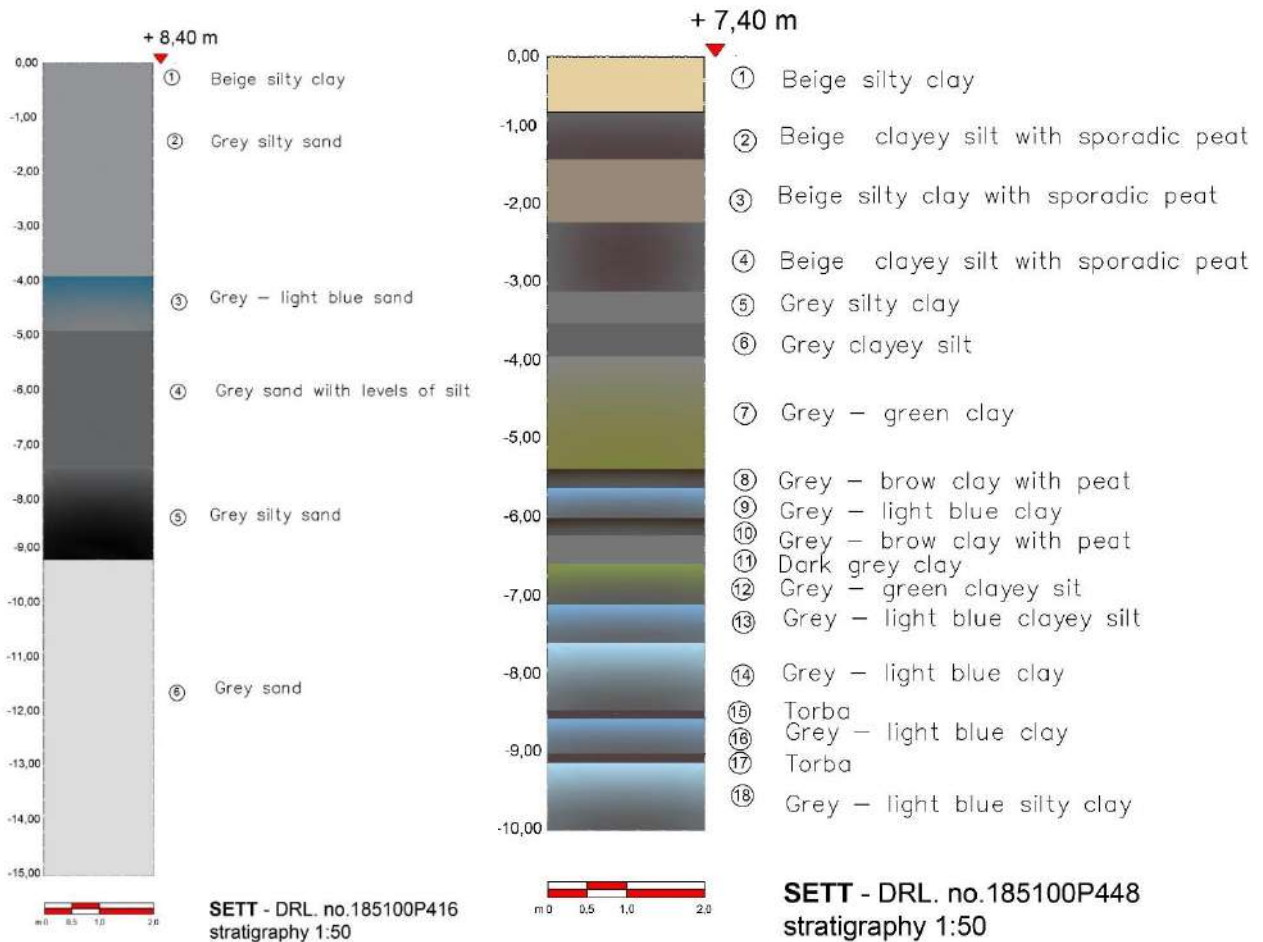 + 8,40 m
0,00
① Beige silty clay
-1,00
② Grey silty sand
-2,00
-3,00
-4,00
③ Grey – light blue sand
-5,00
④ Grey sand wilth levels of silt
-6,00
-7,00
-8,00
⑤ Grey silty sand
-9,00
-10,00
-11,00
⑥ Grey sand
-12,00
-13,00
-14,00
-15,00
m 0 0,5 1,0 2,0
SETT - DRL. no.185100P416
stratigraphy 1:50
+ 7,40 m
0,00
① Beige silty clay
-1,00
② Beige clayey silt with sporadic peat
③ Beige silty clay with sporadic peat
-2,00
④ Beige clayey silt with sporadic peat
-3,00
⑤ Grey silty clay
⑥ Grey clayey silt
-4,00
⑦ Grey – green clay
-5,00
⑧ Grey – brow clay with peat
⑨ Grey – light blue clay
-6,00
⑩ Grey – brow clay with peat
⑪ Dark grey clay
⑫ Grey – green clayey sit
-7,00
⑬ Grey – light blue clayey silt
⑭ Grey – light blue clay
-8,00
⑮ Torba
⑯ Grey – light blue clay
-9,00
⑰ Torba
⑱ Grey – light blue silty clay
-10,00
m 0 0,5 1,0 2,0
SETT - DRL. no.185100P448
stratigraphy 1:50